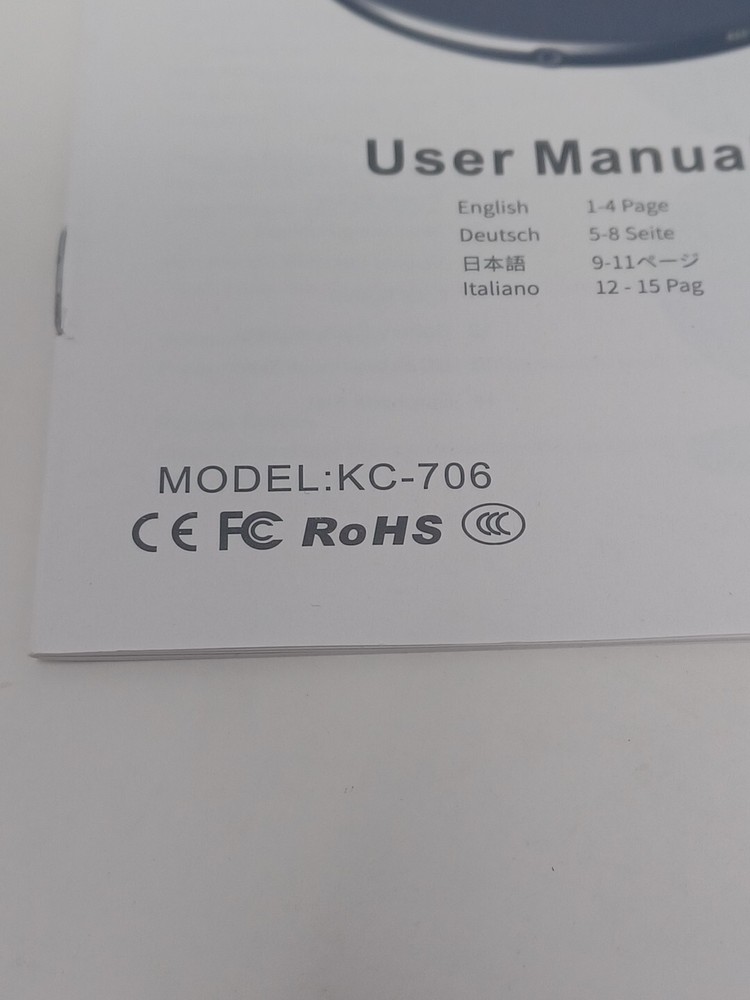 User Manua
English 1-4 Page
Deutsch 5-8 Seite
日本語 9-11ページ
Italiano 12 - 15 Pag
MODEL:KC-706
CE FC RoHS CCC